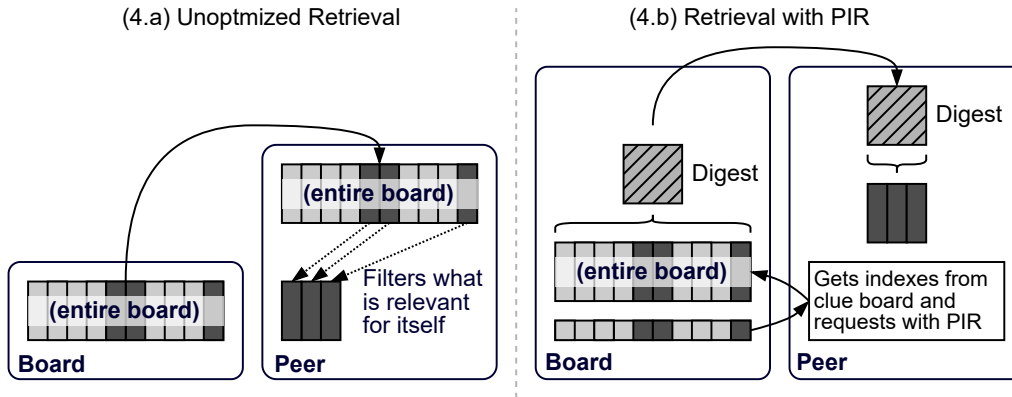 (4.a) Unoptmized Retrieval
(entire board)
Board
(entire board)
Filters what
is relevant
for itself
Peer
(4.b) Retrieval with PIR
Digest
(entire board)
Board
Digest
Gets indexes from
clue board and
requests with PIR
Peer